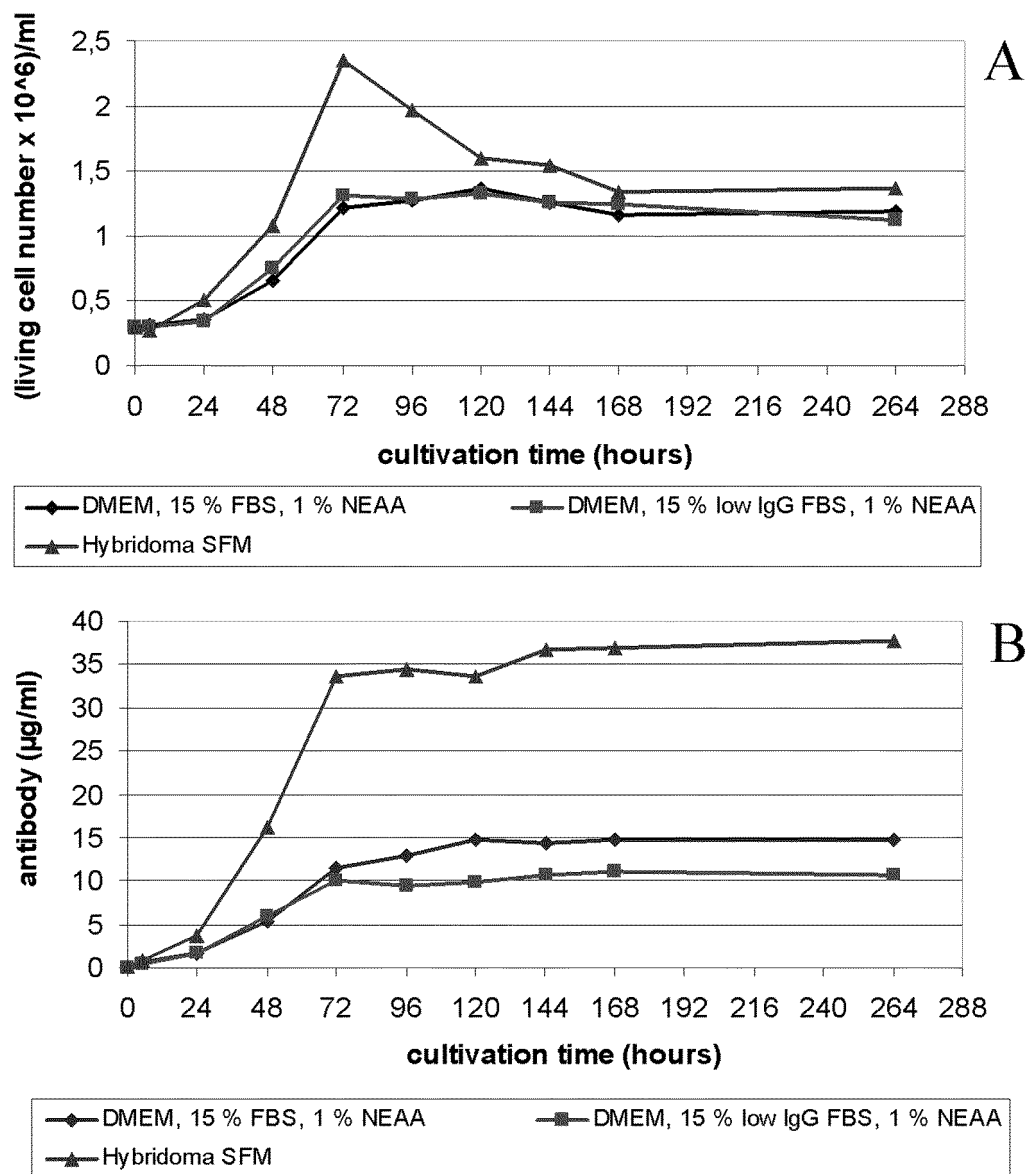 A
(living cell number x 10^6)/ml
2,5
2
1,5
1
0,5
0
0 24 48 72 96 120 144 168 192 216 240 264 288
cultivation time (hours)
DMEM, 15 % FBS, 1 % NEAA
DMEM, 15 % low IgG FBS, 1 % NEAA
Hybridoma SFM
B
antibody (µg/ml)
40
35
30
25
20
15
10
5
0
0 24 48 72 96 120 144 168 192 216 240 264 288
cultivation time (hours)
DMEM, 15 % FBS, 1 % NEAA
DMEM, 15 % low IgG FBS, 1 % NEAA
Hybridoma SFM